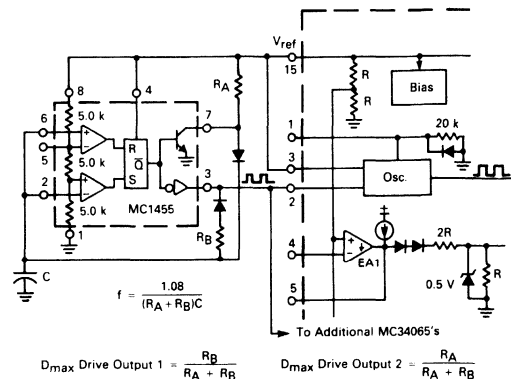 Vref
15
RA
R
R
Bias
8
4
6
5.0 k
7
5
5.0 k
R
Q
S
2
5.0 k
MC1455
3
1
RB
C
1
20 k
3
Osc.
2
4
EA1
2R
5
0.5 V
R
f = 1.08
(RA + RB)C
To Additional MC34065's
Dmax Drive Output 1 = RB
RA + RB
Dmax Drive Output 2 = RA
RA + RB